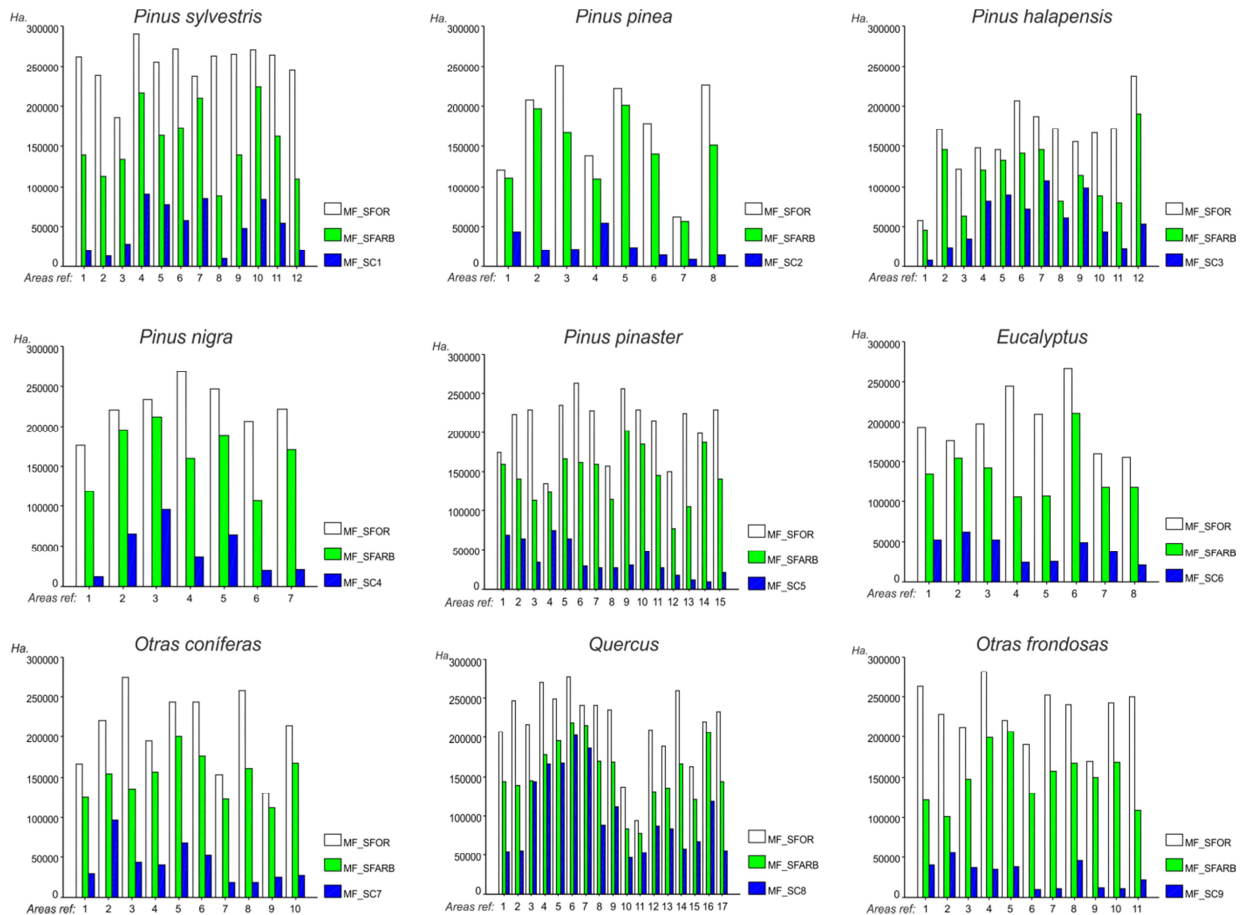 Pinus sylvestris
Ha.
300000
250000
200000
150000
100000
50000
0
MF_SFOR
MF_SFARB
MF_SC1
Areas ref: 1 2 3 4 5 6 7 8 9 10 11 12
Pinus pinea
Ha.
300000
250000
200000
150000
100000
50000
0
MF_SFOR
MF_SFARB
MF_SC2
Areas ref: 1 2 3 4 5 6 7 8
Pinus halapensis
Ha.
300000
250000
200000
150000
100000
50000
0
MF_SFOR
MF_SFARB
MF_SC3
Areas ref: 1 2 3 4 5 6 7 8 9 10 11 12
Pinus nigra
Ha.
300000
250000
200000
150000
100000
50000
0
MF_SFOR
MF_SFARB
MF_SC4
Areas ref: 1 2 3 4 5 6 7
Pinus pinaster
Ha.
300000
250000
200000
150000
100000
50000
0
MF_SFOR
MF_SFARB
MF_SC5
Areas ref: 1 2 3 4 5 6 7 8 9 10 11 12 13 14 15
Eucalyptus
Ha.
300000
250000
200000
150000
100000
50000
0
MF_SFOR
MF_SFARB
MF_SC6
Areas ref: 1 2 3 4 5 6 7 8
Otras coníferas
Ha.
300000
250000
200000
150000
100000
50000
0
MF_SFOR
MF_SFARB
MF_SC7
Areas ref: 1 2 3 4 5 6 7 8 9 10
Quercus
Ha.
300000
250000
200000
150000
100000
50000
0
MF_SFOR
MF_SFARB
MF_SC8
Areas ref: 1 2 3 4 5 6 7 8 9 10 11 12 13 14 15 16 17
Otras frondosas
Ha.
300000
250000
200000
150000
100000
50000
0
MF_SFOR
MF_SFARB
MF_SC9
Areas ref: 1 2 3 4 5 6 7 8 9 10 11